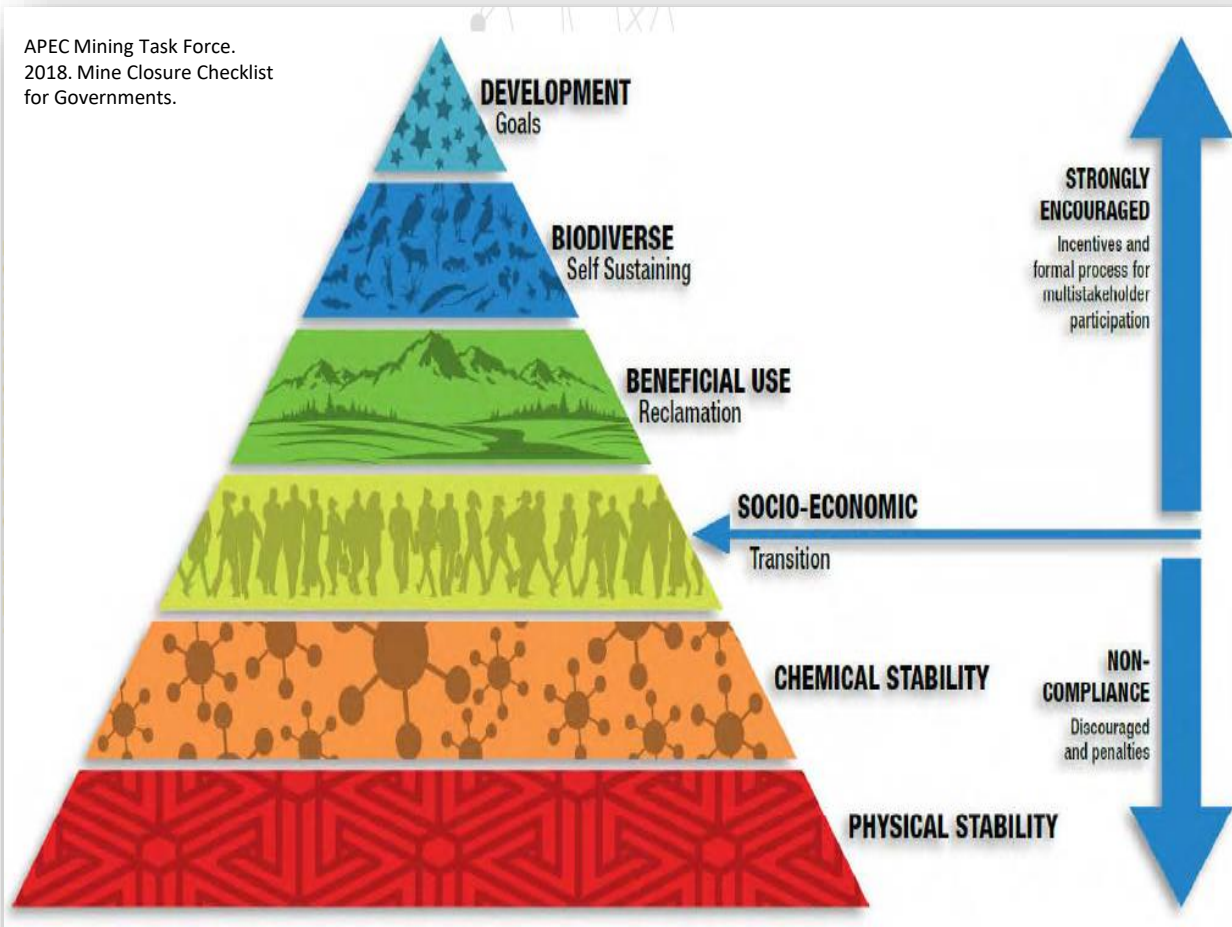 APEC Mining Task Force.
2018. Mine Closure Checklist
for Governments.
DEVELOPMENT
Goals
BIODIVERSE
Self Sustaining
BENEFICIAL USE
Reclamation
SOCIO-ECONOMIC
Transition
CHEMICAL STABILITY
PHYSICAL STABILITY
STRONGLY
ENCOURAGED
Incentives and
formal process for
multistakeholder
participation
NON-
COMPLIANCE
Discouraged
and penalties